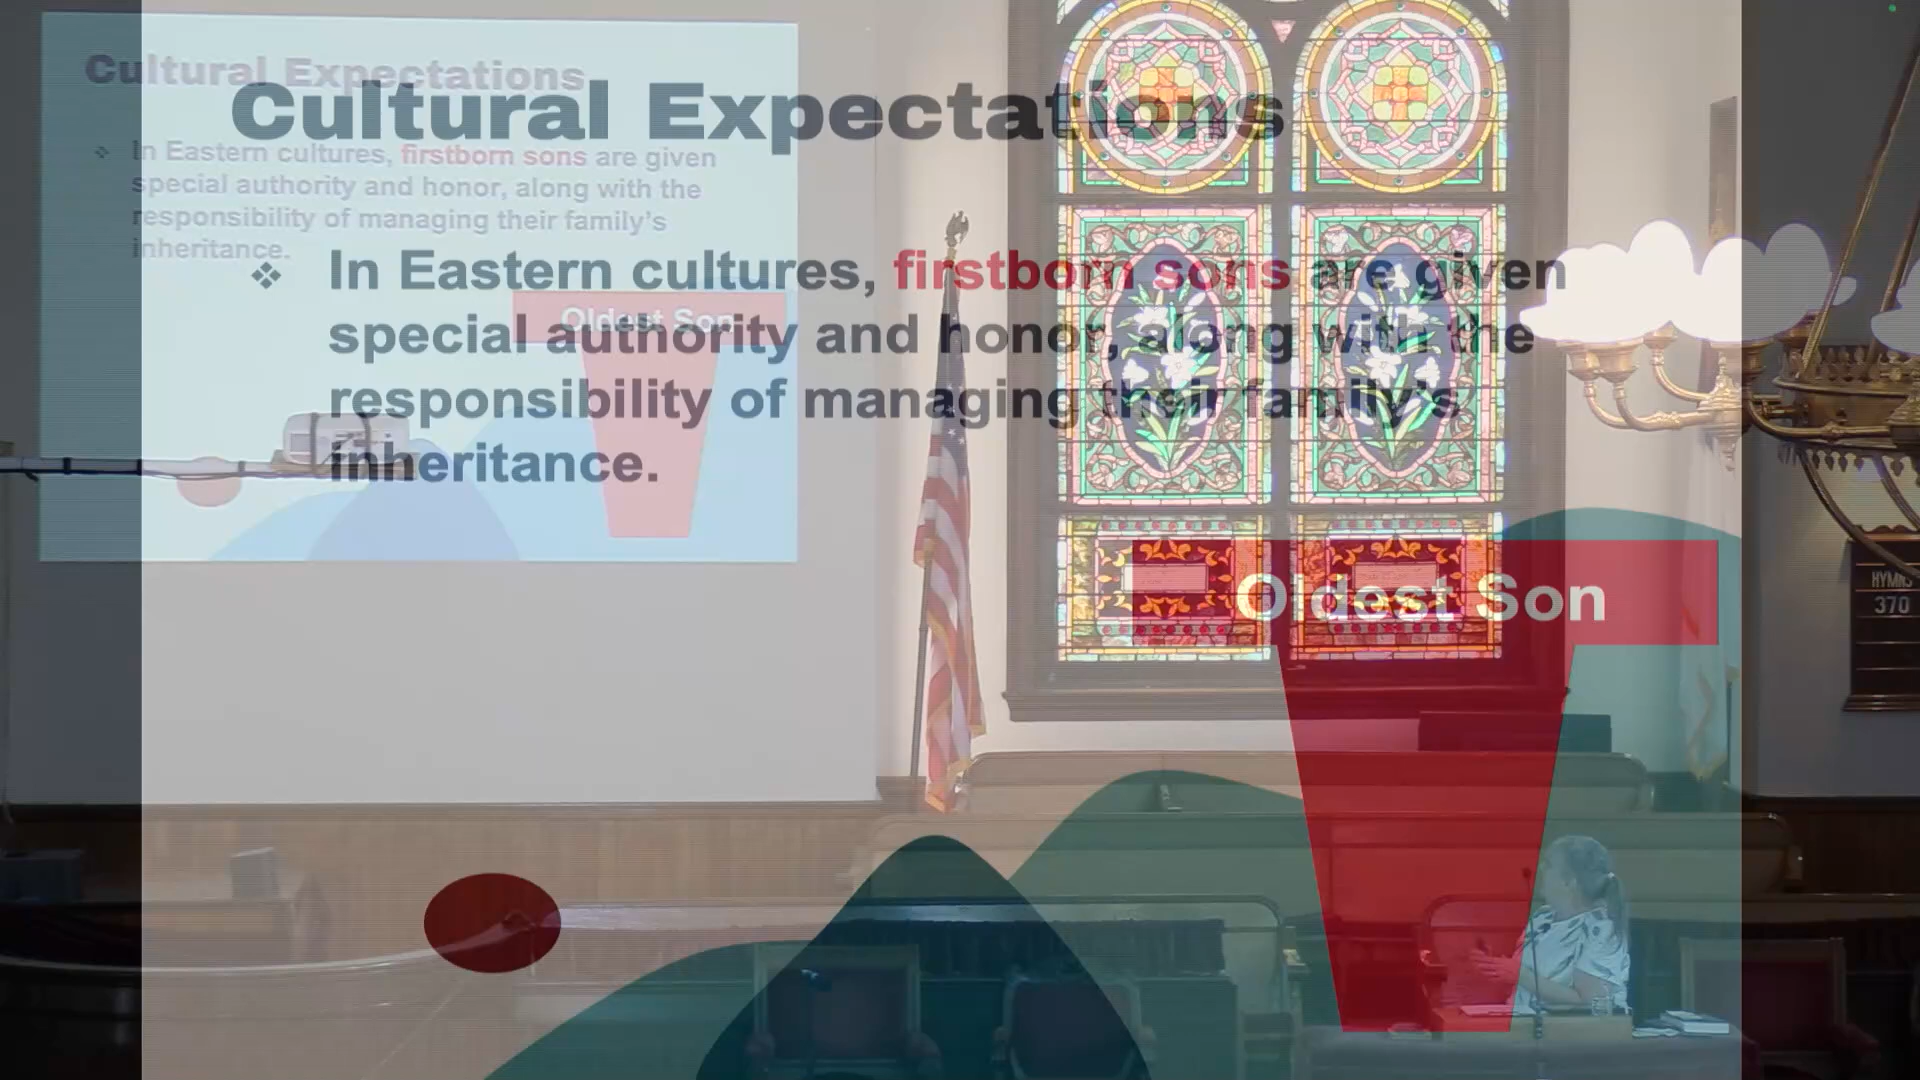 Cultural Expectations
In Eastern cultures, firstborn sons are given
special authority and honor, along with the
responsibility of managing their family's
inheritance.
Oldest Son
Cultural Expectations
In Eastern cultures, firstborn sons are given
special authority and honor, along with the
responsibility of managing their family's
inheritance.
Oldest Son
HYMNS
370